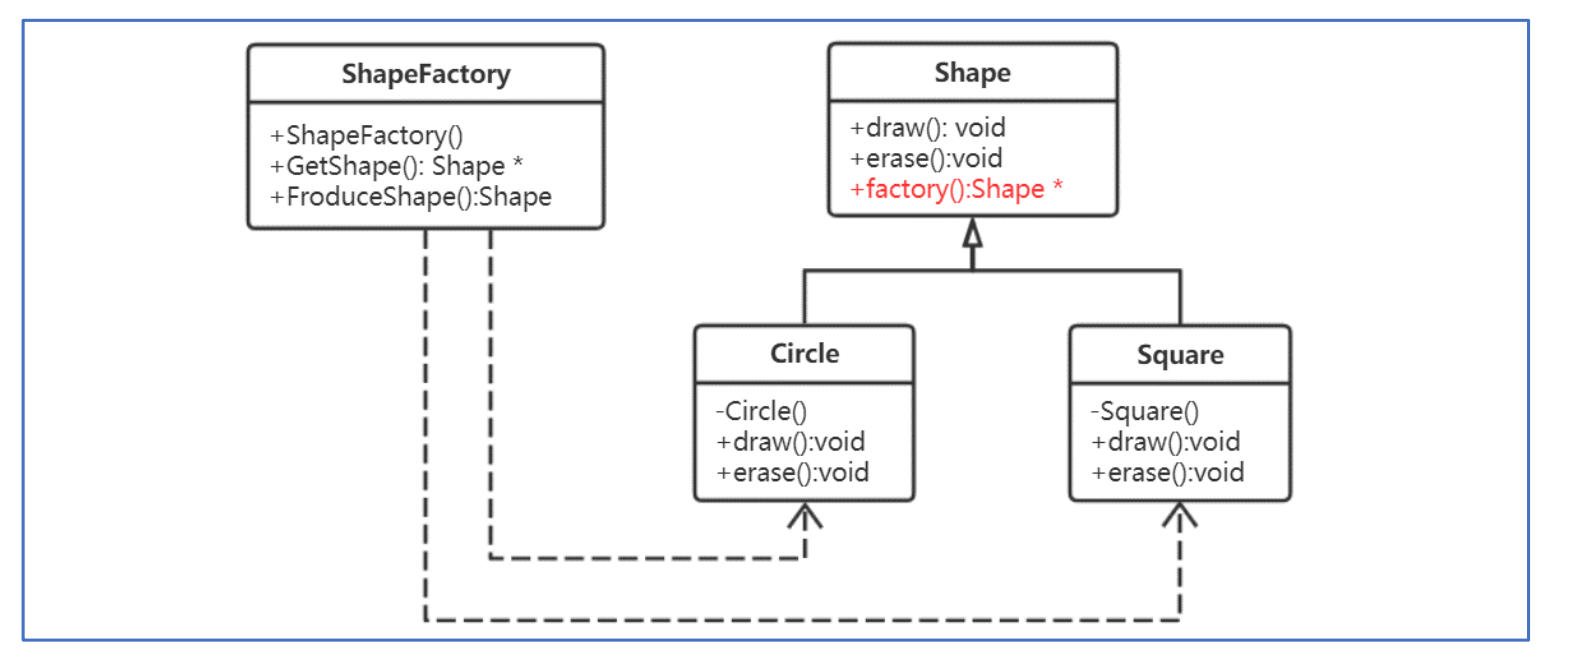 ShapeFactory
+ShapeFactory()
+GetShape(): Shape *
+FroduceShape():Shape
Shape
+draw(): void
+erase():void
+factory():Shape *
Circle
-Circle()
+draw():void
+erase():void
Square
-Square()
+draw():void
+erase():void